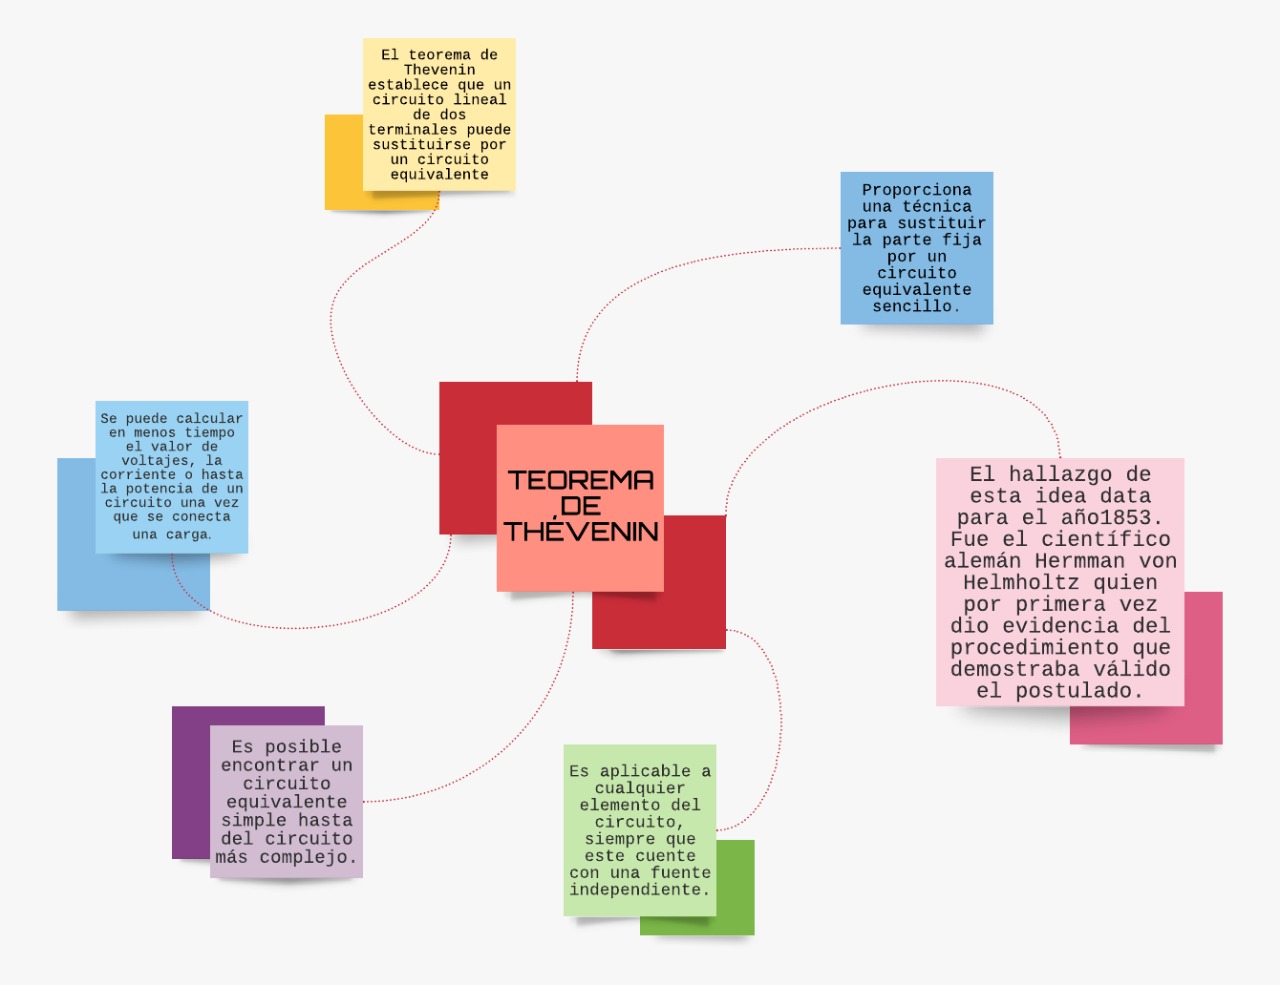 El teorema de
Thevenin
establece que un
circuito lineal
de dos
terminales puede
sustituirse por
un circuito
equivalente
Proporciona
una técnica
para sustituir
la parte fija
por un
circuito
equivalente
sencillo.
Se puede calcular
en menos tiempo
el valor de
voltajes, la
corriente o hasta
la potencia de un
circuito una vez
que se conecta
una carga.
TEOREMA
DE
THÉVENIN
El hallazgo de
esta idea data
para el año1853.
Fue el científico
alemán Hermman von
Helmholtz quien
por primera vez
dio evidencia del
procedimiento que
demostraba válido
el postulado.
Es posible
encontrar un
circuito
equivalente
simple hasta
del circuito
más complejo.
Es aplicable a
cualquier
elemento del
circuito,
siempre que
este cuente
con una fuente
independiente.